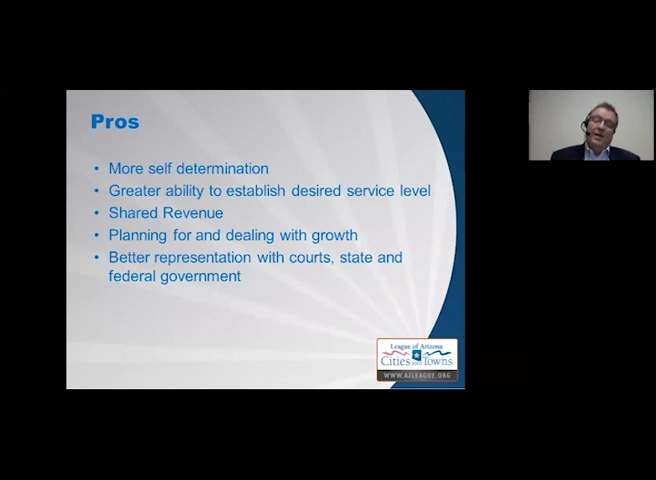 Pros
• More self determination
• Greater ability to establish desired service level
• Shared Revenue
• Planning for and dealing with growth
• Better representation with courts, state and
federal government
League of Arizona
Cities AND Towns
WWW.AZLEAGUE.ORG